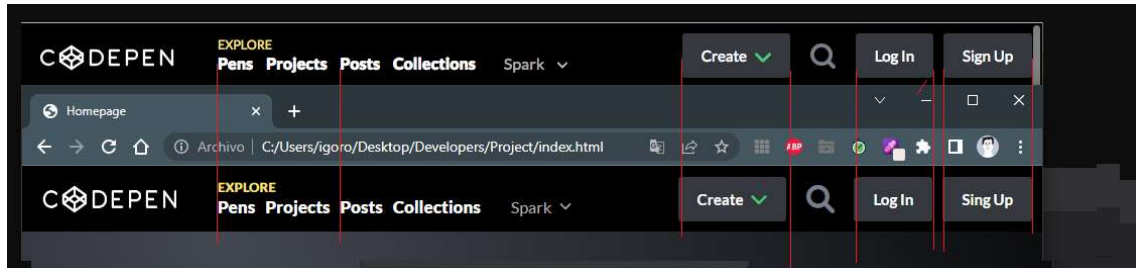 CODEPEN EXPLORE
Pens Projects Posts Collections Spark Create Log In Sign Up
Homepage
Archivo C:/Users/igoro/Desktop/Developers/Project/index.html ABP
CODEPEN EXPLORE
Pens Projects Posts Collections Spark Create Log In Sing Up